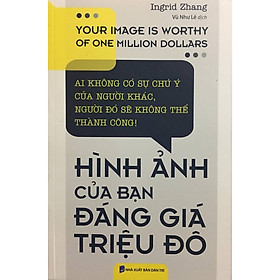 Ingrid Zhang
Vũ Như Lê dịch
YOUR IMAGE IS WORTHY
OF ONE MILLION DOLLARS
AI KHÔNG CÓ SỰ CHÚ Ý
CỦA NGƯỜI KHÁC,
NGƯỜI ĐÓ SẼ KHÔNG THỂ
THÀNH CÔNG!
HÌNH ẢNH
CỦA BẠN
ĐÁNG GIÁ
TRIỆU ĐÔ
NHÀ XUẤT BẢN DÂN TRÍ